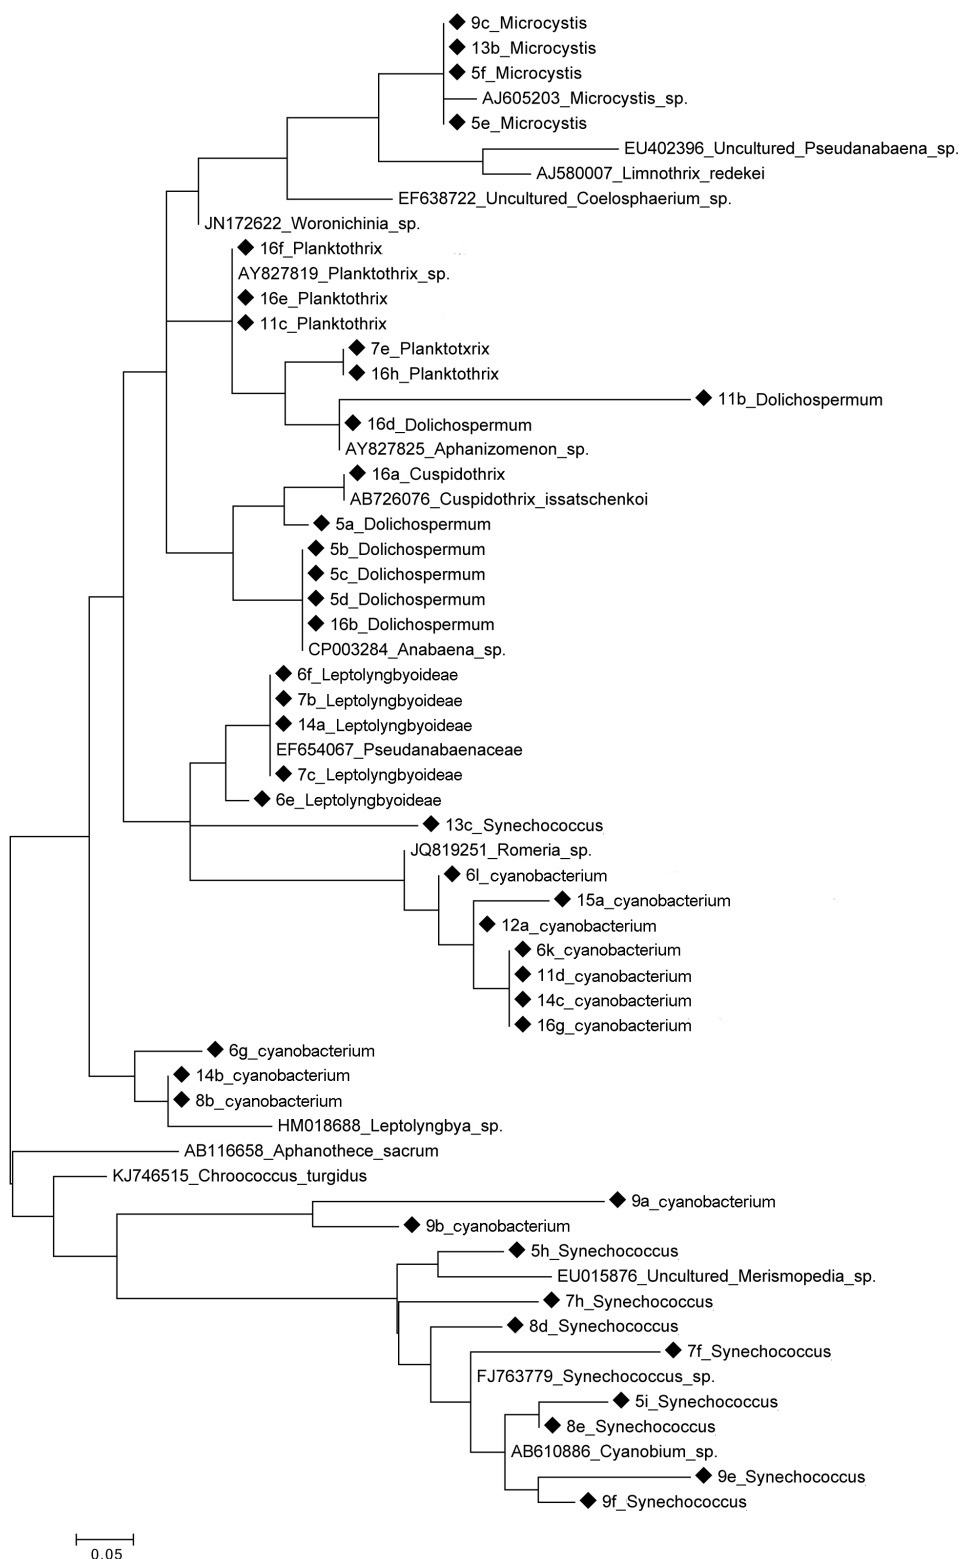 9c_Microcystis
13b_Microcystis
5f_Microcystis
AJ605203_Microcystis_sp.
5e_Microcystis
EU402396_Uncultured_Pseudanabaena_sp.
AJ580007_Limnothrix_redekei
EF638722_Uncultured_Coelosphaerium_sp.
JN172622_Woronichinia_sp.
16f_Planktothrix
AY827819_Planktothrix_sp.
16e_Planktothrix
11c_Planktothrix
7e_Planktotxrix
16h_Planktothrix
11b_Dolichospermum
16d_Dolichospermum
AY827825_Aphanizomenon_sp.
16a_Cuspidothrix
AB726076_Cuspidothrix_issatschenkoi
5a_Dolichospermum
5b_Dolichospermum
5c_Dolichospermum
5d_Dolichospermum
16b_Dolichospermum
CP003284_Anabaena_sp.
6f_Leptolyngbyoideae
7b_Leptolyngbyoideae
14a_Leptolyngbyoideae
EF654067_Pseudanabaenaceae
7c_Leptolyngbyoideae
6e_Leptolyngbyoideae
13c_Synechococcus
JQ819251_Romeria_sp.
6l_cyanobacterium
15a_cyanobacterium
12a_cyanobacterium
6k_cyanobacterium
11d_cyanobacterium
14c_cyanobacterium
16g_cyanobacterium
6g_cyanobacterium
14b_cyanobacterium
8b_cyanobacterium
HM018688_Leptolyngbya_sp.
AB116658_Aphanothece_sacrum
KJ746515_Chroococcus_turgidus
9a_cyanobacterium
9b_cyanobacterium
5h_Synechococcus
EU015876_Uncultured_Merismopedia_sp.
7h_Synechococcus
8d_Synechococcus
7f_Synechococcus
FJ763779_Synechococcus_sp.
5i_Synechococcus
8e_Synechococcus
AB610886_Cyanobium_sp.
9e_Synechococcus
9f_Synechococcus
0.05